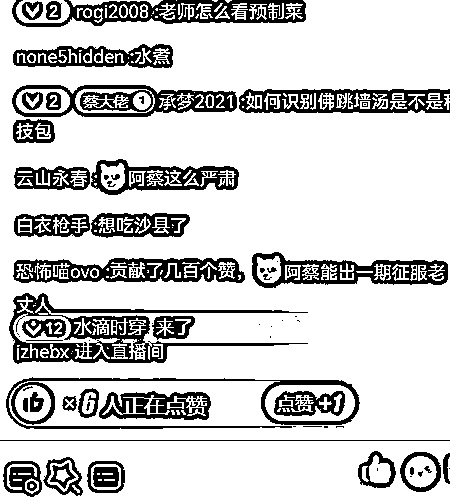 2 rogi2008 :老师怎么看预制菜
none5hidden :水煮
2 蔡大佬 1 承梦2021 :如何识别佛跳墙汤是不是科
技包
云山永春 : 阿蔡这么严肃
白衣枪手 :想吃沙县了
恐怖喵ovo :贡献了几百个赞, 阿蔡能出一期征服老
丈人
12 水滴时穿 来了
jzhebx 进入直播间
×6 人正在点赞 点赞+1